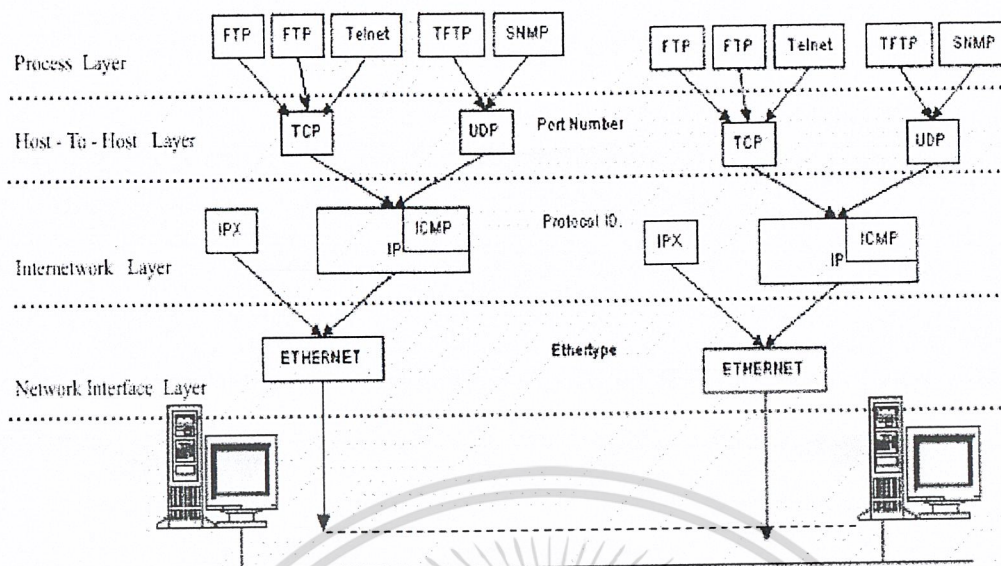 FTP FTP Telnet TFTP SNMP FTP FTP Telnet TFTP SNMP
Process Layer
TCP UDP Port Number TCP UDP
Host - To - Host Layer
IPX ICMP IP Protocol ID. IPX ICMP IP
Internetwork Layer
ETHERNET Ethertype ETHERNET
Network Interface Layer